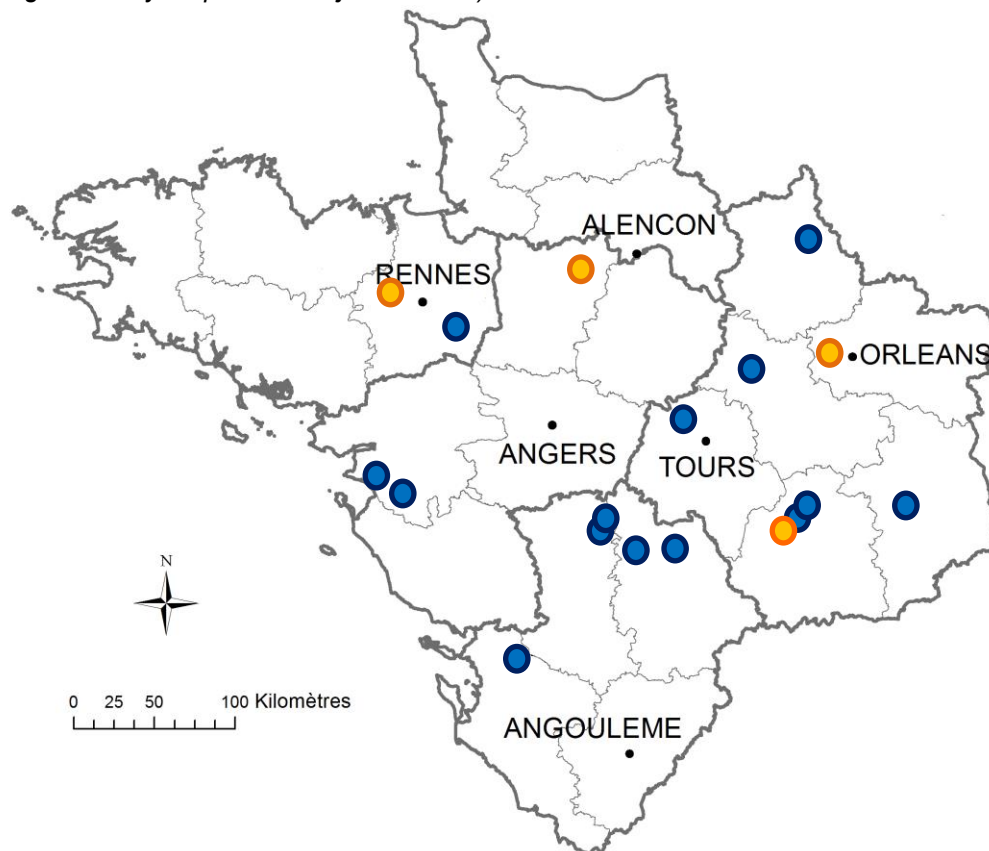 ALENCON
RENNES
ORLEANS
ANGERS
TOURS
N
0 25 50 100 Kilomètres
ANGOULEME